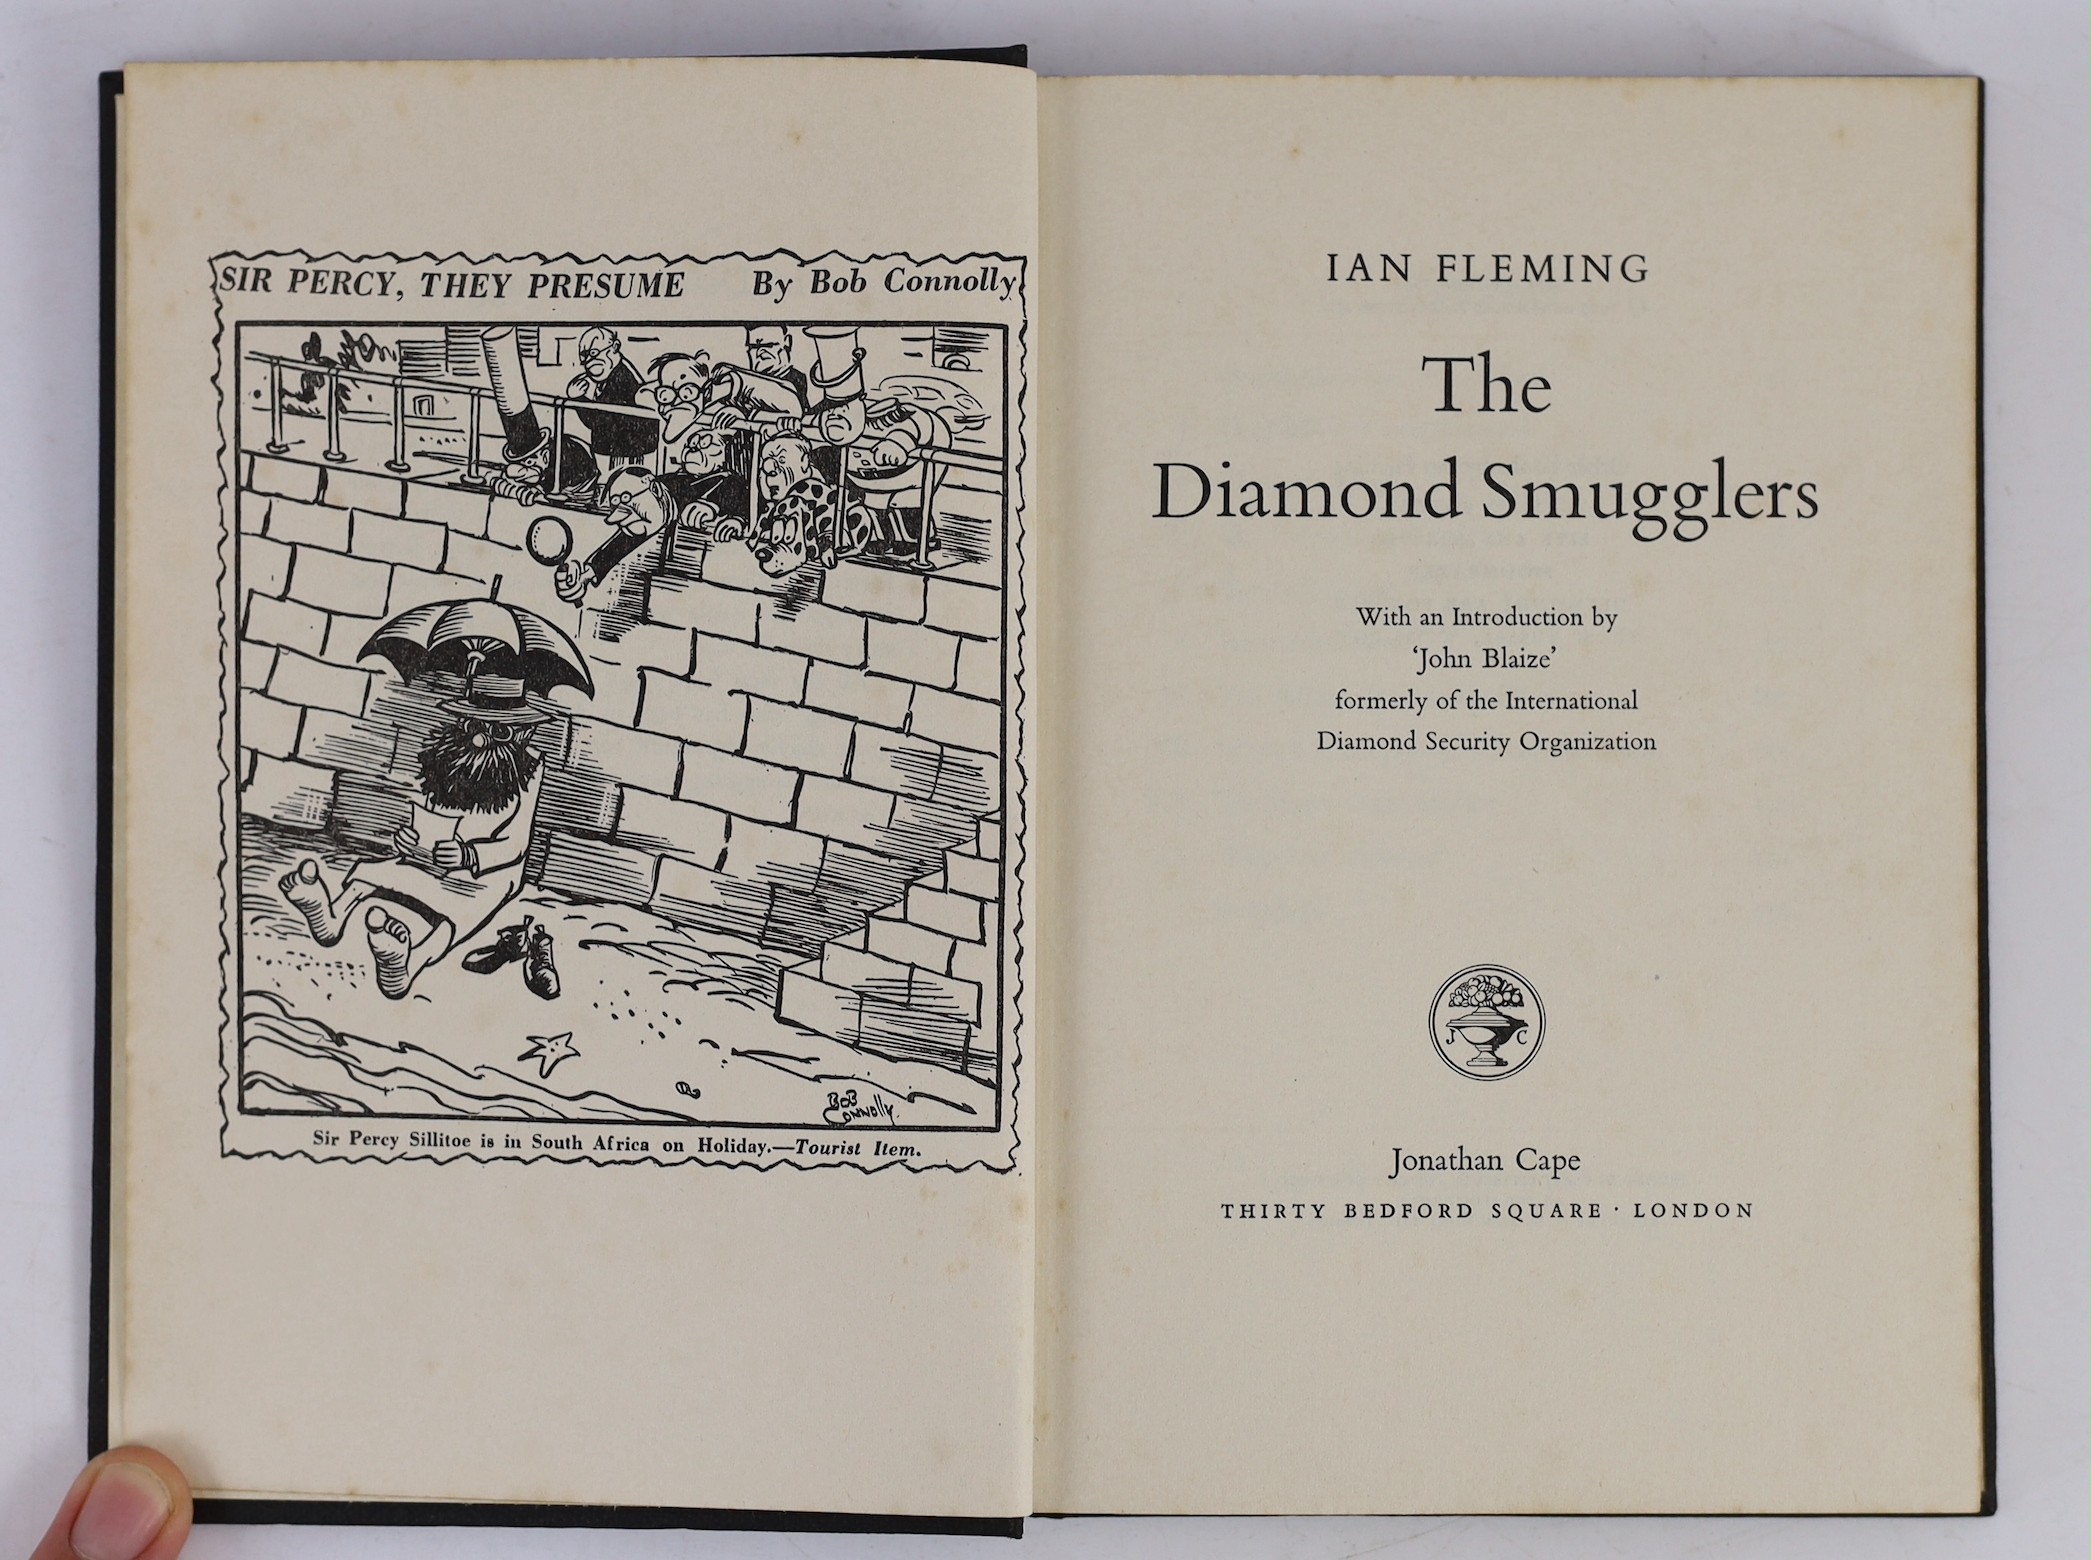 SIR PERCY, THEY PRESUME By Bob Connolly
BOB
CONNOLLY
Sir Percy Sillitoe is in South Africa on Holiday.—Tourist Item.
IAN FLEMING
The
Diamond Smugglers
With an Introduction by
‘John Blaize’
formerly of the International
Diamond Security Organization
J C
Jonathan Cape
THIRTY BEDFORD SQUARE · LONDON